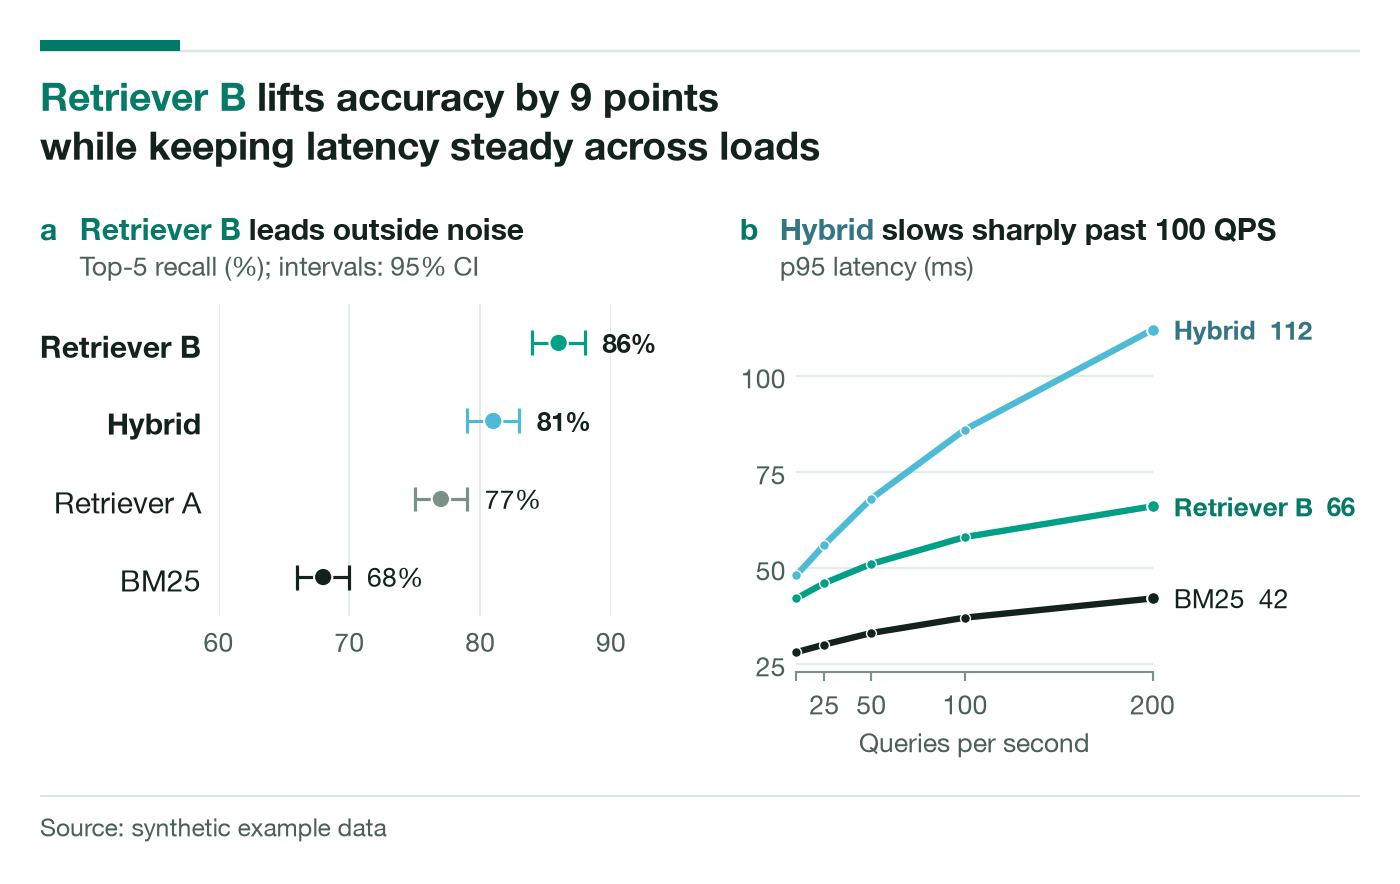 Retriever B lifts accuracy by 9 points
while keeping latency steady across loads
a Retriever B leads outside noise
Top-5 recall (%); intervals: 95% CI
Retriever B 86%
Hybrid 81%
Retriever A 77%
BM25 68%
60 70 80 90
b Hybrid slows sharply past 100 QPS
p95 latency (ms)
Hybrid 112
100
75
Retriever B 66
50
BM25 42
25
25 50 100 200
Queries per second
Source: synthetic example data